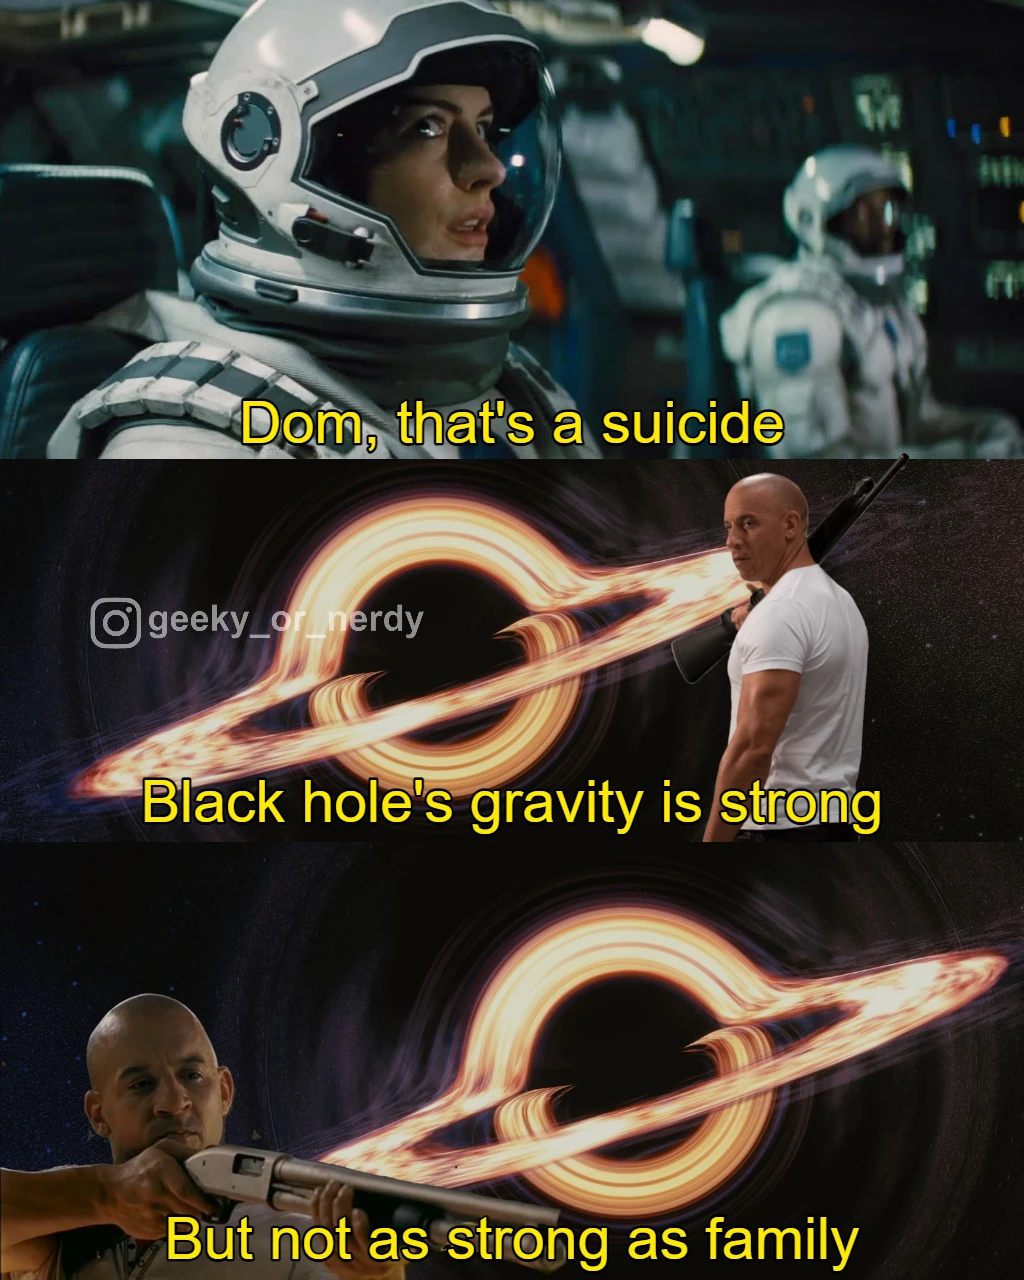 Dom, that's a suicide
geeky_or_nerdy
Black hole's gravity is strong
But not as strong as family